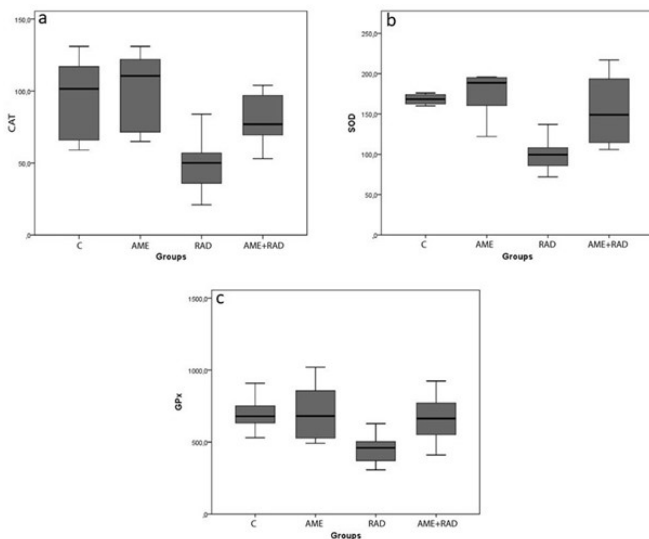 a
150,0
100,0
50,0
,0
CAT
C AME RAD AME+RAD
Groups
b
250,0
200,0
150,0
100,0
50,0
,0
SOD
C AME RAD AME+RAD
Groups
c
1500,0
1000,0
500,0
,0
GPx
C AME RAD AME+RAD
Groups